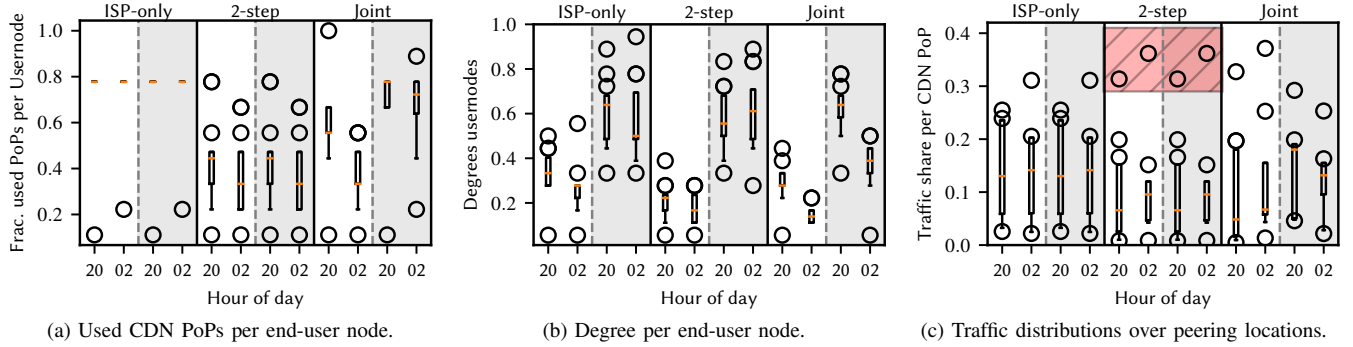 ISP-only 2-step Joint
Frac. used PoPs per Usernode
1.0
0.8
0.6
0.4
0.2
20 02 20 02 20 02 20 02 20 02 20 02
Hour of day
(a) Used CDN PoPs per end-user node.
ISP-only 2-step Joint
Degrees usernodes
1.0
0.8
0.6
0.4
0.2
20 02 20 02 20 02 20 02 20 02 20 02
Hour of day
(b) Degree per end-user node.
ISP-only 2-step Joint
Traffic share per CDN PoP
0.4
0.3
0.2
0.1
0.0
20 02 20 02 20 02 20 02 20 02 20 02
Hour of day
(c) Traffic distributions over peering locations.